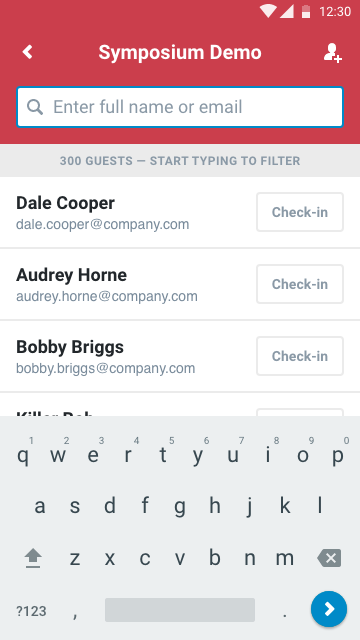 12:30
Symposium Demo
Enter full name or email
300 GUESTS — START TYPING TO FILTER
Dale Cooper
dale.cooper@company.com
Check-in
Audrey Horne
audrey.horne@company.com
Check-in
Bobby Briggs
bobby.briggs@company.com
Check-in
Killer Bob
1 2 3 4 5 6 7 8 9 0
q w e r t y u i o p
a s d f g h j k l
z x c v b n m
?123 , .